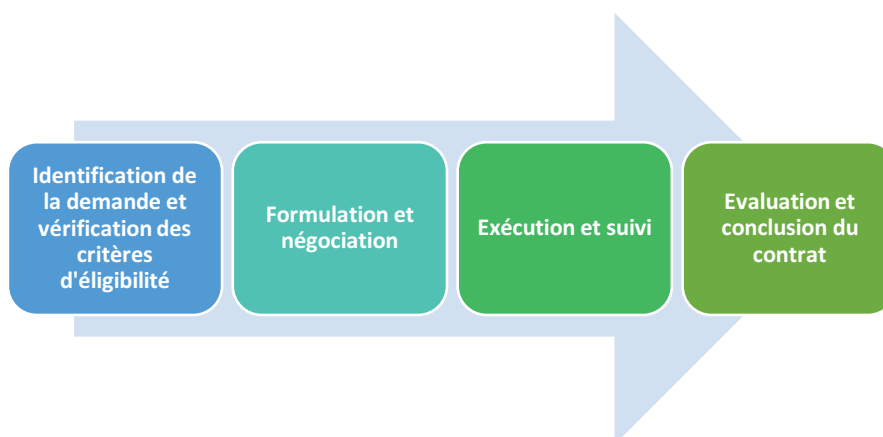 Identification de
la demande et
vérification des
critères
d'éligibilité
Formulation et
négociation
Exécution et suivi
Evaluation et
conclusion du
contrat